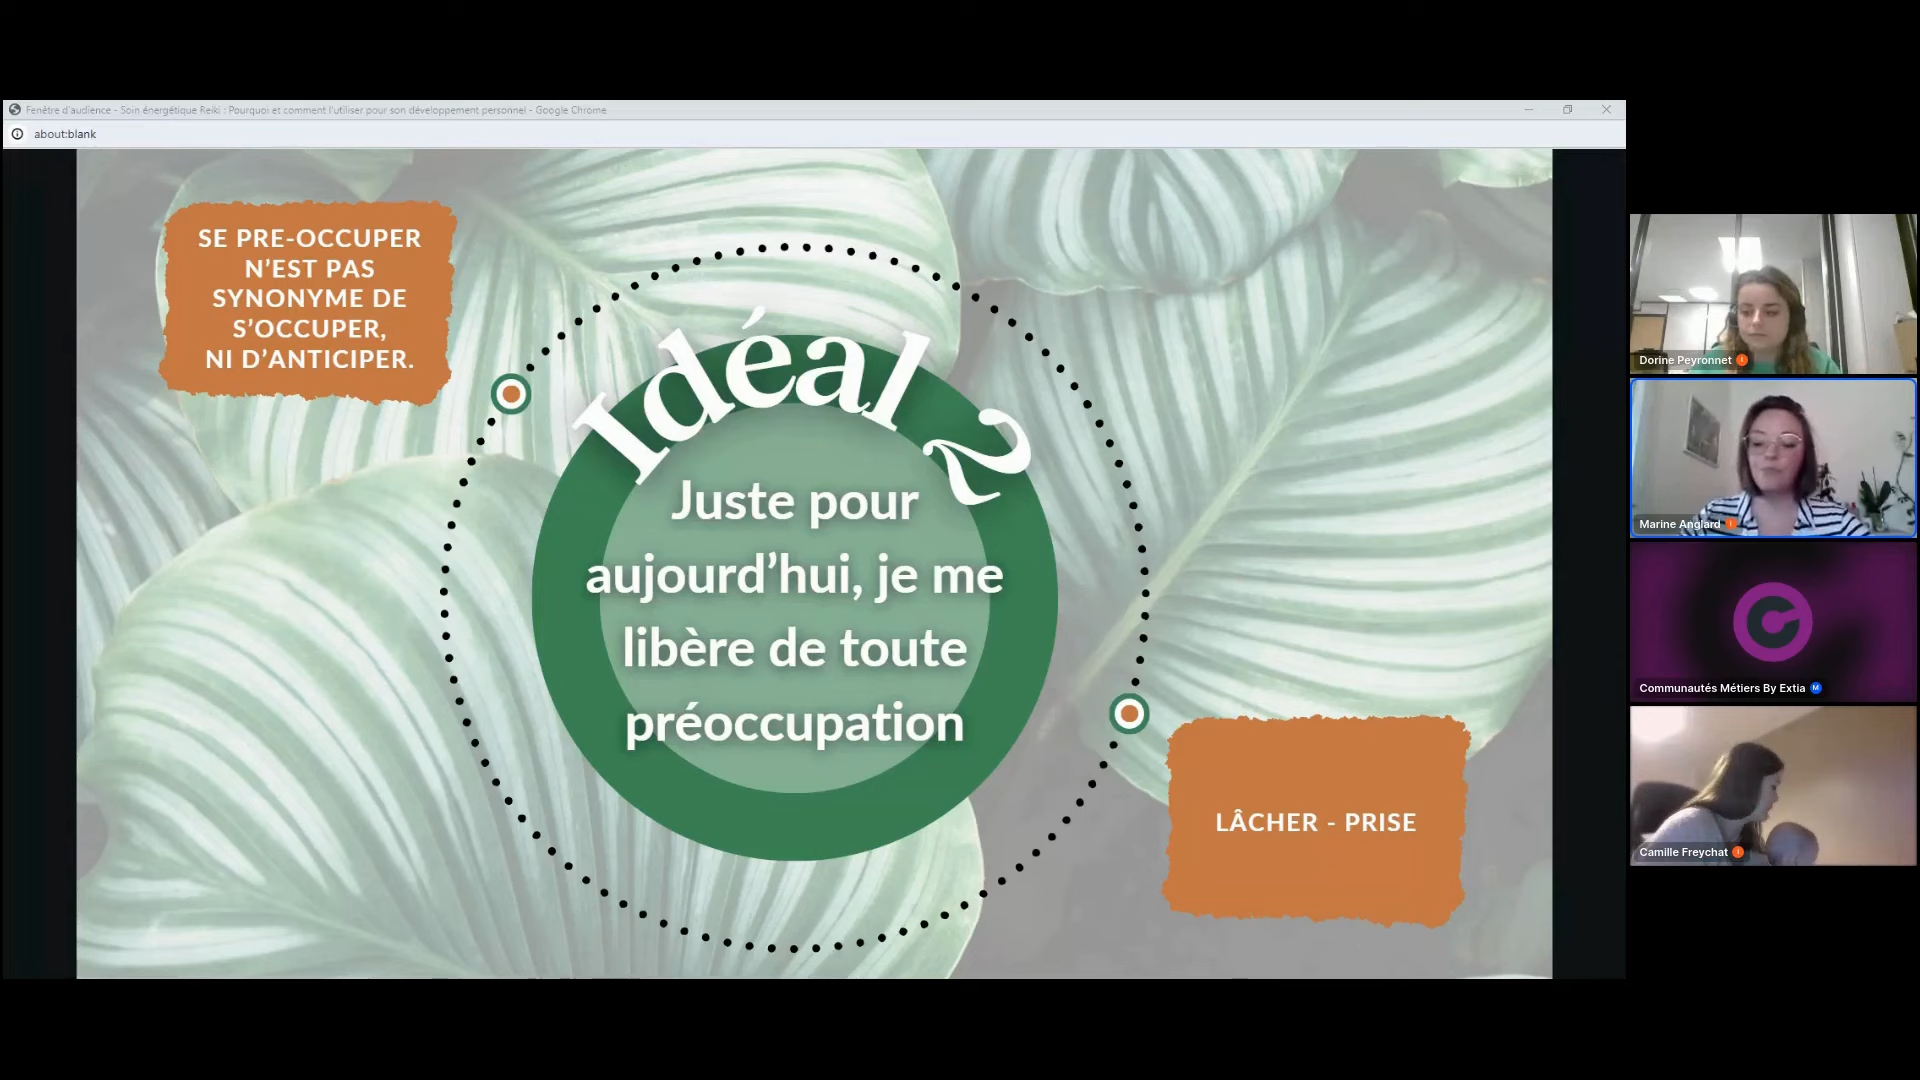 Fenêtre d'audience - Soin énergétique Reiki : Pourquoi et comment l'utiliser pour son développement personnel - Google Chrome
about:blank
SE PRE-OCCUPER
N'EST PAS
SYNONYME DE
S'OCCUPER,
NI D'ANTICIPER.
Idéal 2
Juste pour
aujourd'hui, je me
libère de toute
préoccupation
LÂCHER - PRISE
Dorine Peyronnet I
Marine Anglard I
Communautés Métiers By Extia M
Camille Freychat I